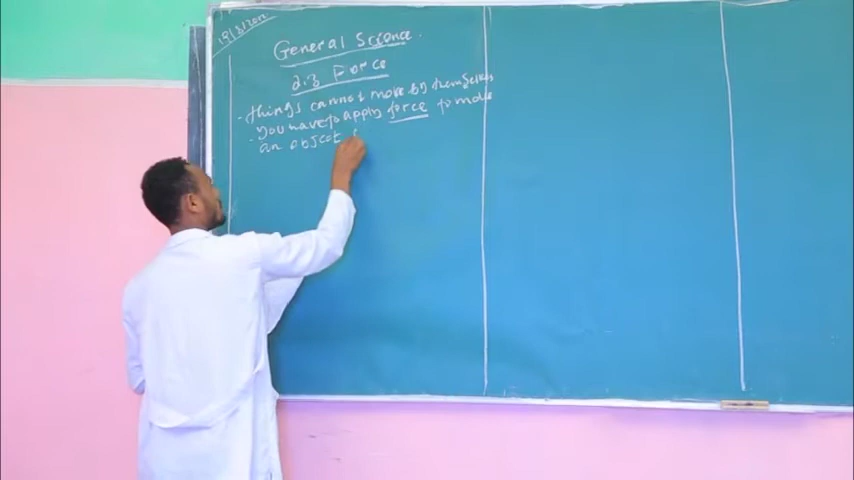 General Science.
2.3 Force
- things cannot move by themselves
- you have to apply force to move
an object